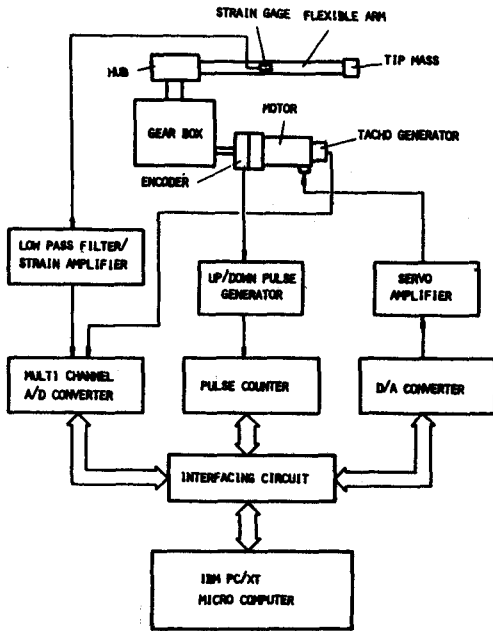 STRAIN GAGE
FLEXIBLE ARM
HUB
TIP MASS
MOTOR
GEAR BOX
TACHO GENERATOR
ENCODER
LOW PASS FILTER/
STRAIN AMPLIFIER
UP/DOWN PULSE
GENERATOR
SERVO
AMPLIFIER
MULTI CHANNEL
A/D CONVERTER
PULSE COUNTER
D/A CONVERTER
INTERFACING CIRCUIT
IBM PC/XT
MICRO COMPUTER